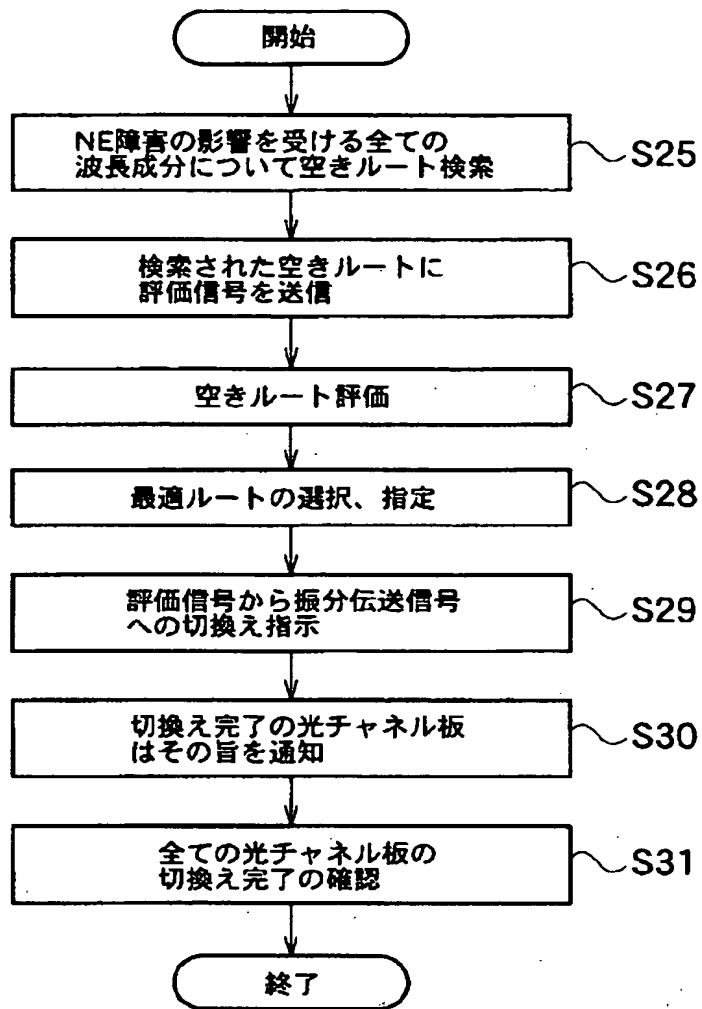 開始
NE障害の影響を受ける全ての
波長成分について空きルート検索
S25
検索された空きルートに
評価信号を送信
S26
空きルート評価
S27
最適ルートの選択、指定
S28
評価信号から振分伝送信号
への切換え指示
S29
切換え完了の光チャネル板
はその旨を通知
S30
全ての光チャネル板の
切換え完了の確認
S31
終了